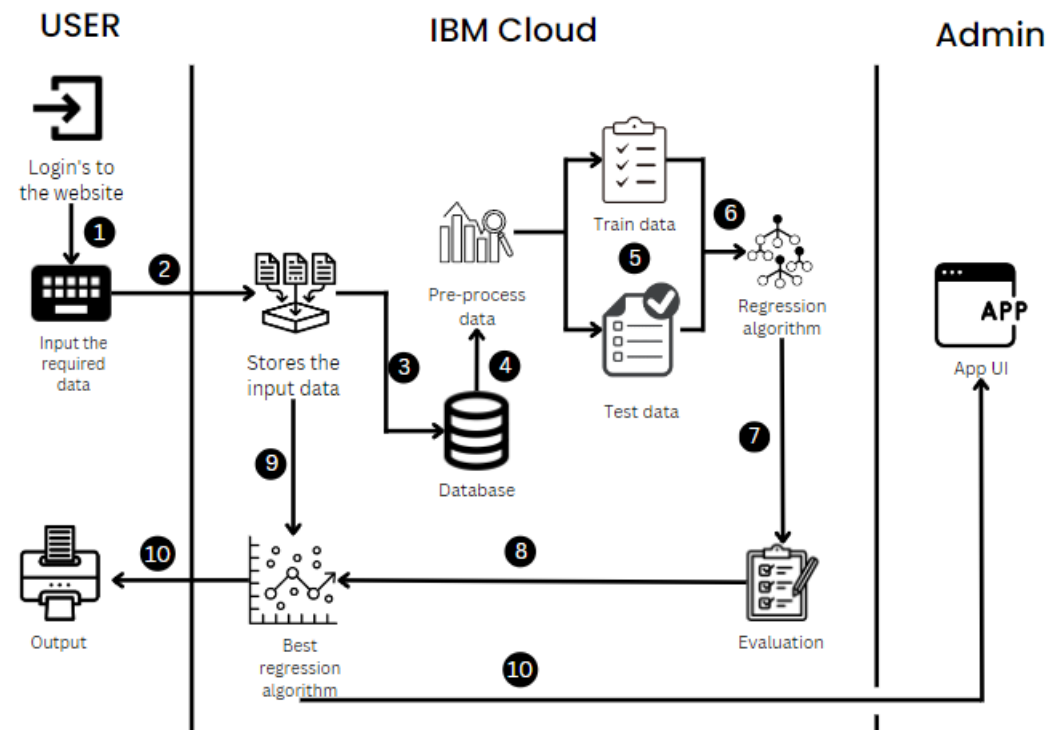 USER
IBM Cloud
Admin
Login's to
the website
1
2
Input the
required
data
Stores the
input data
3
4
Database
Pre-process
data
Train data
5
Test data
6
Regression
algorithm
7
Evaluation
8
9
Best
regression
algorithm
10
Output
10
APP
App UI